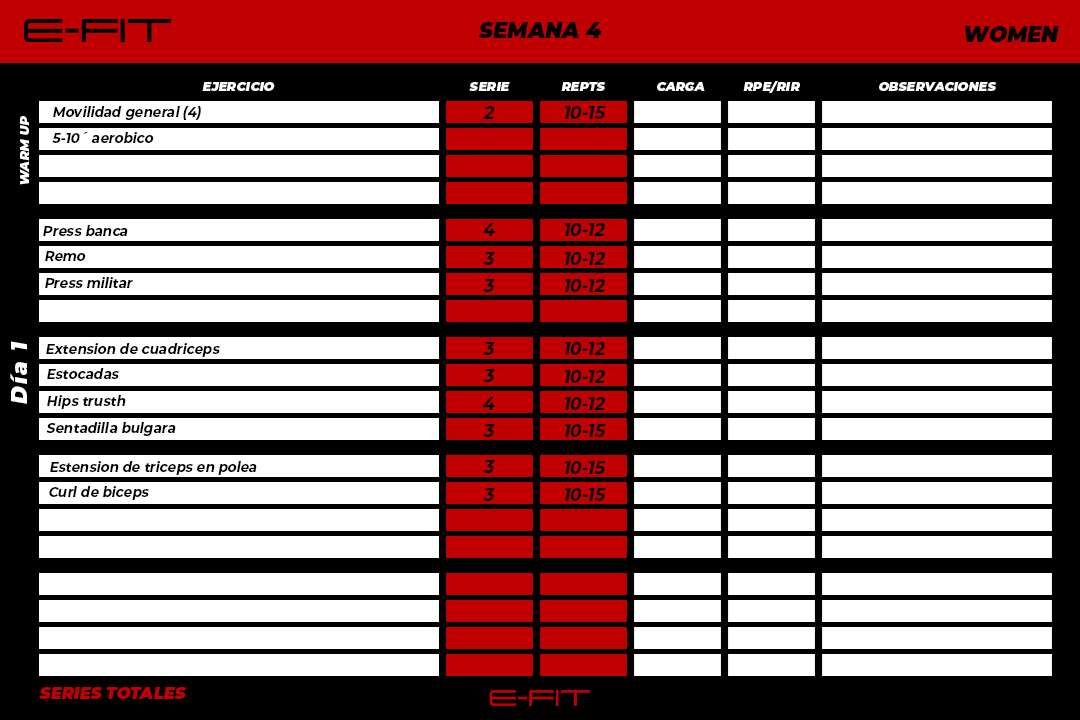 E-FIT SEMANA 4 WOMEN
EJERCICIO SERIE REPTS CARGA RPE/RIR OBSERVACIONES
WARM UP
Movilidad general (4) 2 10-15
5-10´ aerobico
Día 1
Press banca 4 10-12
Remo 3 10-12
Press militar 3 10-12
Extension de cuadriceps 3 10-12
Estocadas 3 10-12
Hips trusth 4 10-12
Sentadilla bulgara 3 10-15
Estension de triceps en polea 3 10-15
Curl de biceps 3 10-15
SERIES TOTALES E-FIT